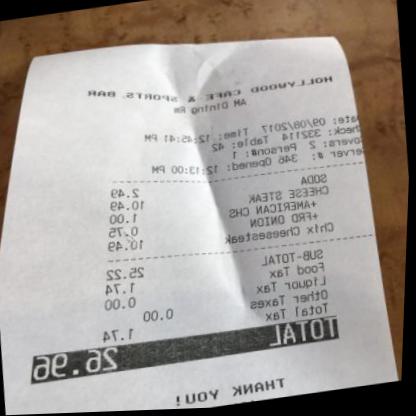 HOLLYWOOD CAFE & SPORTS BAR
AM Dining Rm
Date: 09/08/2017 Time: 12:45:41 PM
Check: 332114 Table: 42
Covers: 2 Person#: 1
Server #: 346 Opened: 12:13:00 PM
SODA 2.49
CHEESE STEAK 10.49
+AMERICAN CHS 1.00
+FRD ONION 0.75
Chix Cheesesteak 10.49
SUB-TOTAL 25.22
Food Tax 1.74
Liquor Tax 0.00
Other Taxes 0.00
Total Tax 1.74
TOTAL 26.96
THANK YOU!